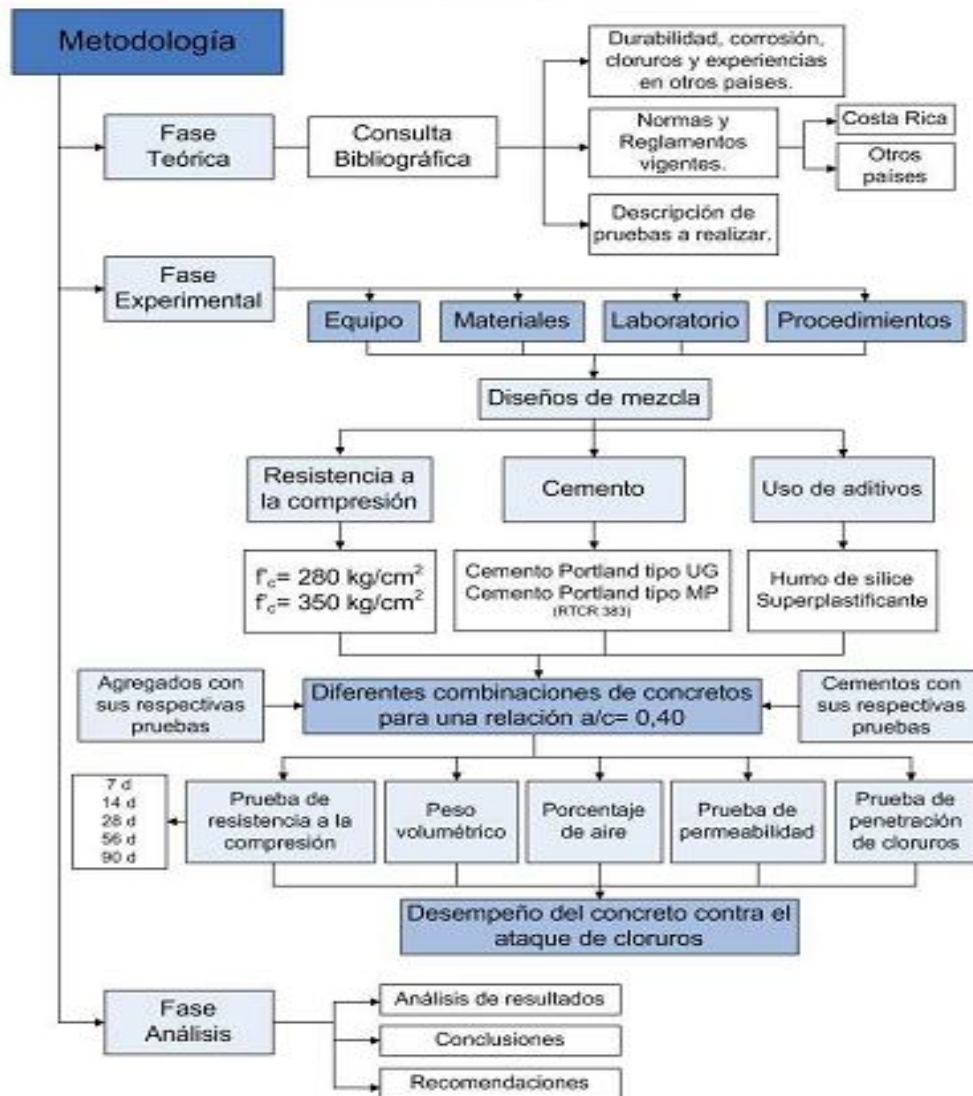 Metodología
Fase
Teórica
Consulta
Bibliográfica
Durabilidad, corrosión,
cloruros y experiencias
en otros países.
Normas y
Reglamentos
vigentes.
Costa Rica
Otros
países
Descripción de
pruebas a realizar.
Fase
Experimental
Equipo
Materiales
Laboratorio
Procedimientos
Diseños de mezcla
Resistencia a
la compresión
Cemento
Uso de aditivos
f'c= 280 kg/cm²
f'c= 350 kg/cm²
Cemento Portland tipo UG
Cemento Portland tipo MP
(RTCR 383)
Humo de sílice
Superplastificante
Agregados con
sus respectivas
pruebas
Diferentes combinaciones de concretos
para una relación a/c= 0,40
Cementos con
sus respectivas
pruebas
7 d
14 d
28 d
56 d
90 d
Prueba de
resistencia a la
compresión
Peso
volumétrico
Porcentaje
de aire
Prueba de
permeabilidad
Prueba de
penetración
de cloruros
Desempeño del concreto contra el
ataque de cloruros
Fase
Análisis
Análisis de resultados
Conclusiones
Recomendaciones